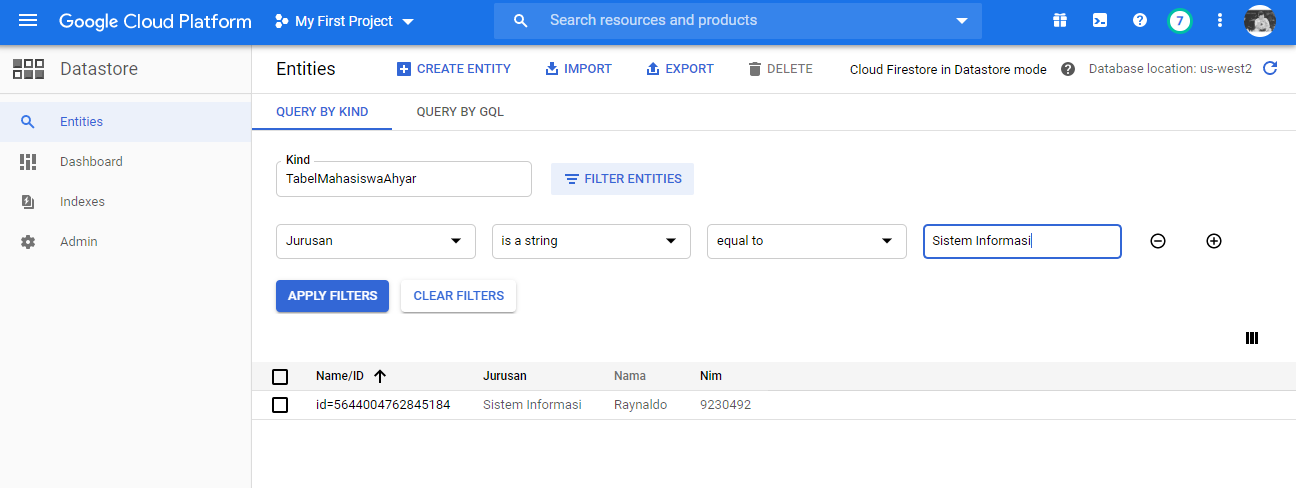 Google Cloud Platform My First Project Search resources and products 7
Datastore Entities CREATE ENTITY IMPORT EXPORT DELETE Cloud Firestore in Datastore mode ? Database location: us-west2
Entities
Dashboard
Indexes
Admin
QUERY BY KIND QUERY BY GQL
Kind
TabelMahasiswaAhyar FILTER ENTITIES
Jurusan is a string equal to Sistem Informasi
APPLY FILTERS CLEAR FILTERS
Name/ID Jurusan Nama Nim
id=5644004762845184 Sistem Informasi Raynaldo 9230492